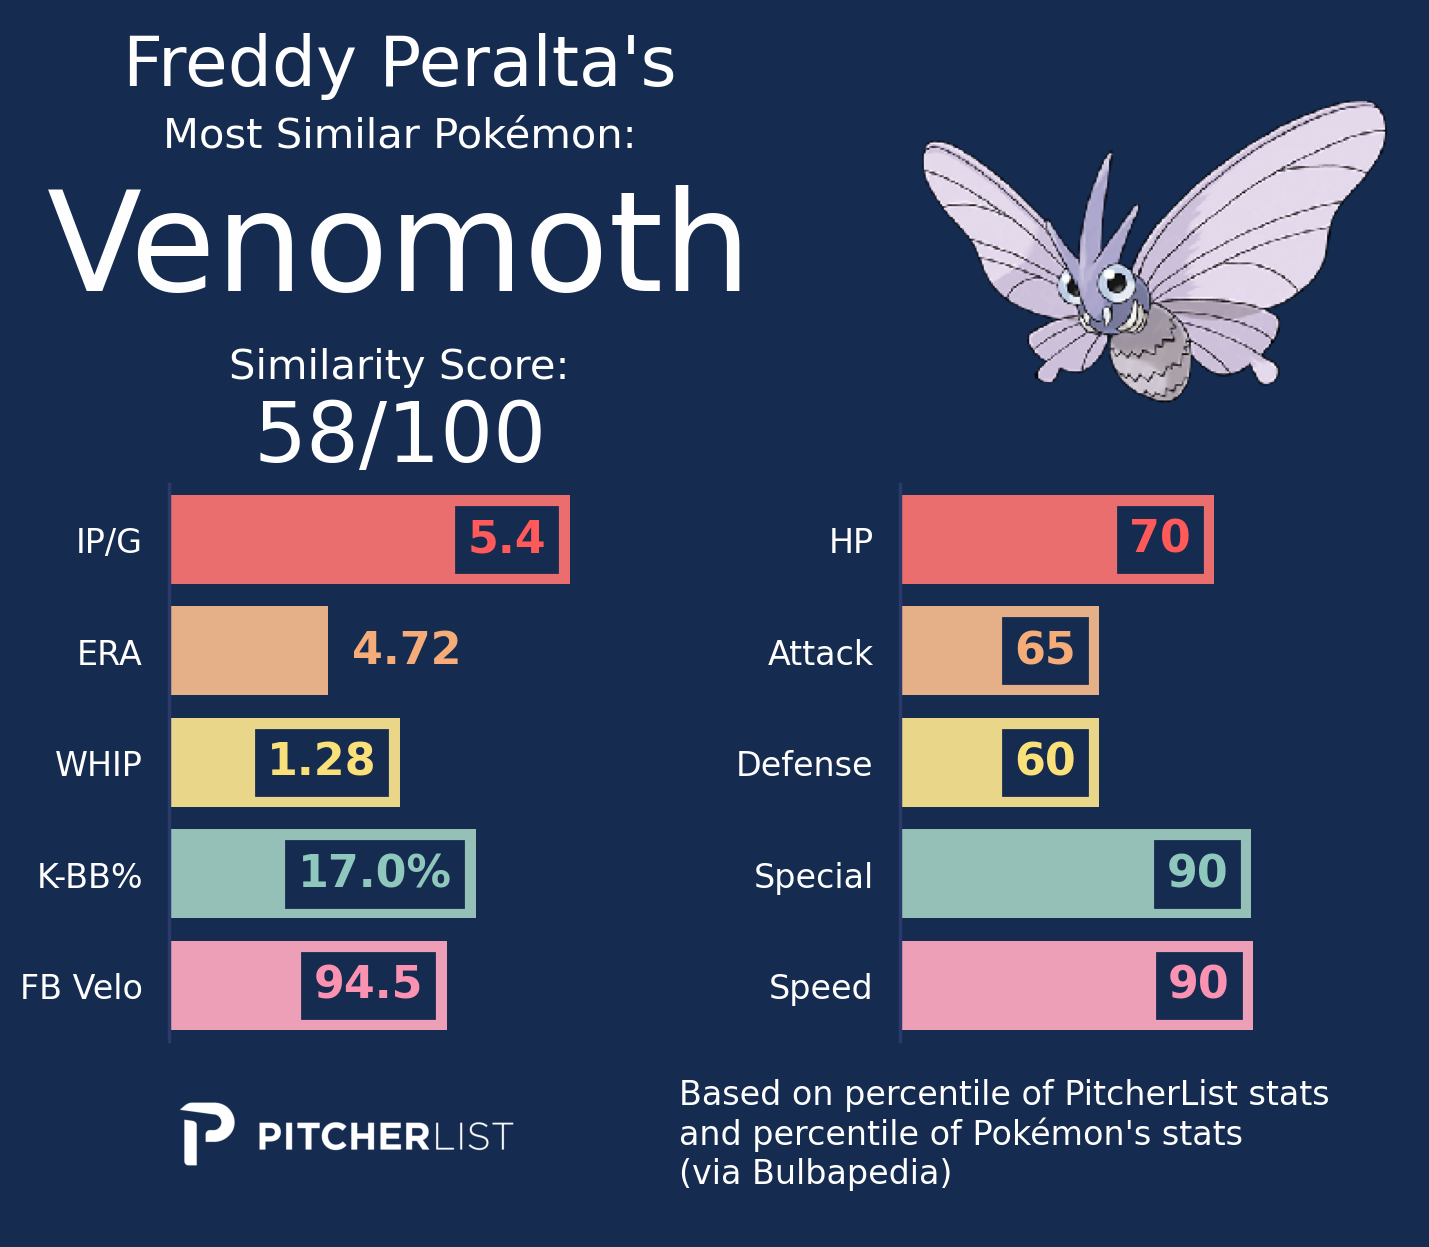 Freddy Peralta's
Most Similar Pokémon:
Venomoth
Similarity Score:
58/100
IP/G 5.4
ERA 4.72
WHIP 1.28
K-BB% 17.0%
FB Velo 94.5
HP 70
Attack 65
Defense 60
Special 90
Speed 90
PITCHERLIST
Based on percentile of PitcherList stats
and percentile of Pokémon's stats
(via Bulbapedia)